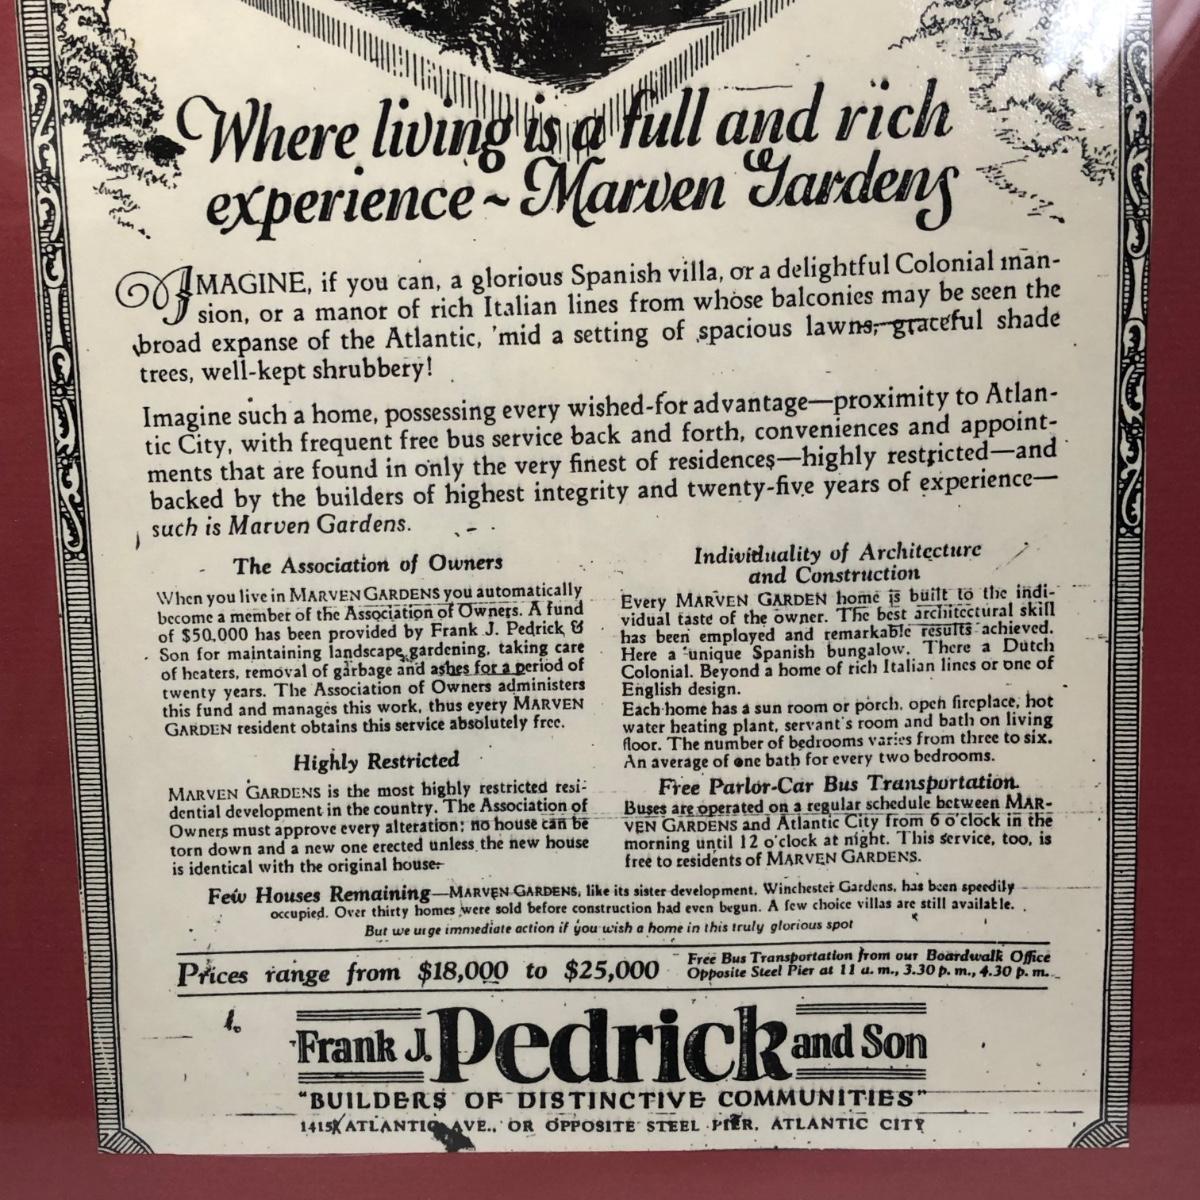 Where living is a full and rich
experience ~ Marven Gardens
IMAGINE, if you can, a glorious Spanish villa, or a delightful Colonial man-
sion, or a manor of rich Italian lines from whose balconies may be seen the
broad expanse of the Atlantic, 'mid a setting of spacious lawns, graceful shade
trees, well-kept shrubbery!
Imagine such a home, possessing every wished-for advantage—proximity to Atlan-
tic City, with frequent free bus service back and forth, conveniences and appoint-
ments that are found in only the very finest of residences—highly restricted—and
backed by the builders of highest integrity and twenty-five years of experience—
such is Marven Gardens.
The Association of Owners
When you live in MARVEN GARDENS you automatically
become a member of the Association of Owners. A fund
of $50,000 has been provided by Frank J. Pedrick &
Son for maintaining landscape gardening, taking care
of heaters, removal of garbage and ashes for a period of
twenty years. The Association of Owners administers
this fund and manages this work, thus every MARVEN
GARDEN resident obtains this service absolutely free.
Highly Restricted
MARVEN GARDENS is the most highly restricted resi-
dential development in the country. The Association of
Owners must approve every alteration; no house can be
torn down and a new one erected unless the new house
is identical with the original house.
Individuality of Architecture
and Construction
Every MARVEN GARDEN home is built to the indi-
vidual taste of the owner. The best architectural skill
has been employed and remarkable results achieved.
Here a unique Spanish bungalow. There a Dutch
Colonial. Beyond a home of rich Italian lines or one of
English design.
Each home has a sun room or porch, open fireplace, hot
water heating plant, servant's room and bath on living
floor. The number of bedrooms varies from three to six.
An average of one bath for every two bedrooms.
Free Parlor-Car Bus Transportation
Buses are operated on a regular schedule between MAR-
VEN GARDENS and Atlantic City from 6 o'clock in the
morning until 12 o'clock at night. This service, too, is
free to residents of MARVEN GARDENS.
Few Houses Remaining—MARVEN GARDENS, like its sister development, Winchester Gardens, has been speedily
occupied. Over thirty homes were sold before construction had even begun. A few choice villas are still available.
But we urge immediate action if you wish a home in this truly glorious spot
Prices range from $18,000 to $25,000
Free Bus Transportation from our Boardwalk Office
Opposite Steel Pier at 11 a. m., 3.30 p. m., 4.30 p. m.
Frank J. Pedrick and Son
"BUILDERS OF DISTINCTIVE COMMUNITIES"
ATLANTIC AVE., OR OPPOSITE STEEL PIER, ATLANTIC CITY